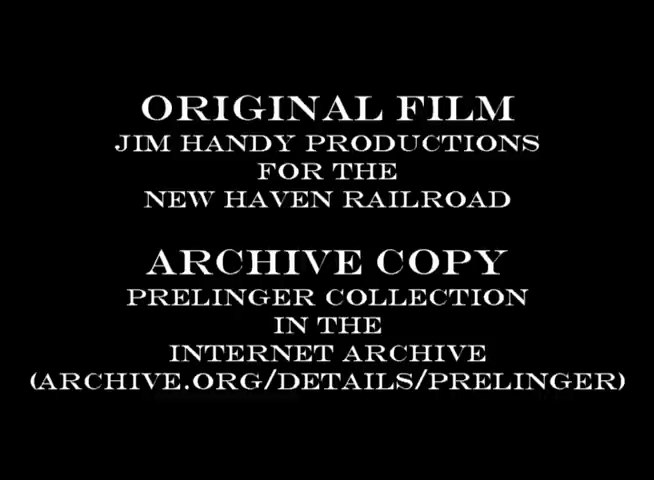 ORIGINAL FILM
JIM HANDY PRODUCTIONS
FOR THE
NEW HAVEN RAILROAD
ARCHIVE COPY
PRELINGER COLLECTION
IN THE
INTERNET ARCHIVE
(ARCHIVE.ORG/DETAILS/PRELINGER)